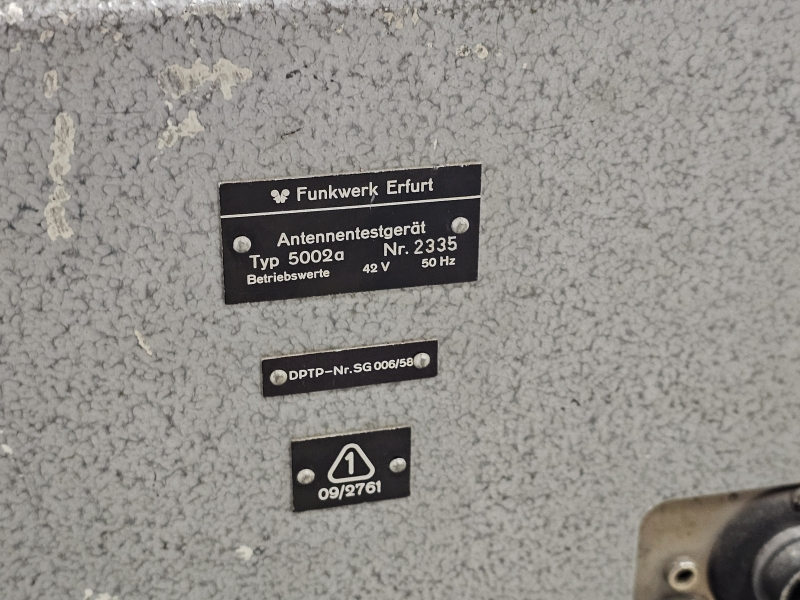 Funkwerk Erfurt
Antennentestgerät
Typ 5002a Nr. 2335
Betriebswerte 42 V 50 Hz
DPTP-Nr. SG 006/58
1
09/2761